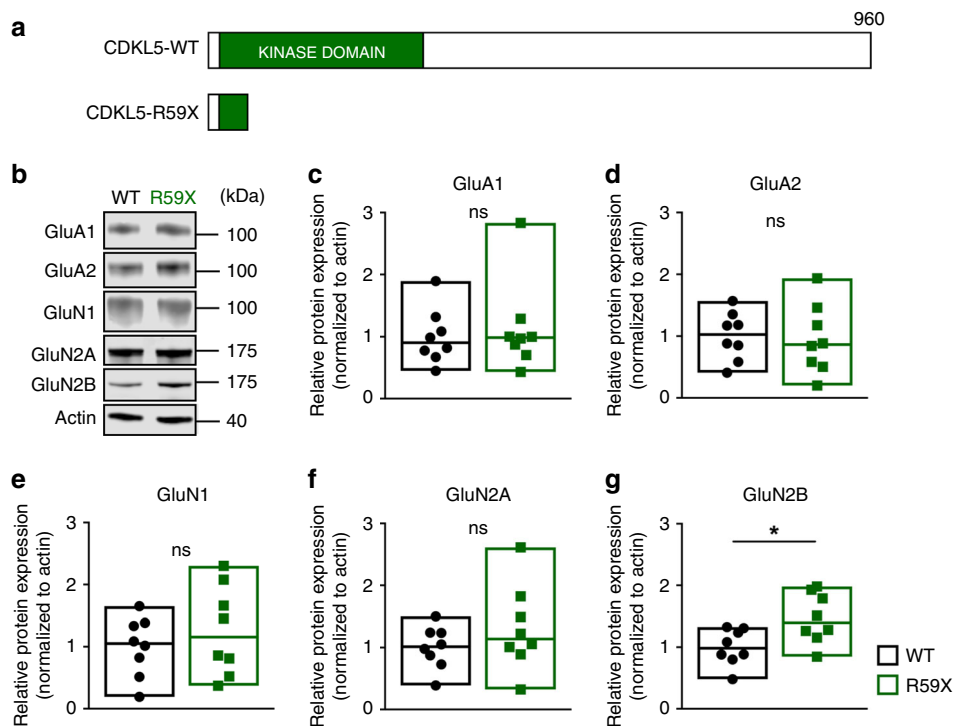 a
960
CDKL5-WT
KINASE DOMAIN
CDKL5-R59X
b
WT R59X (kDa)
GluA1
100
GluA2
100
GluN1
100
GluN2A
175
GluN2B
175
Actin
40
c
GluA1
ns
Relative protein expression
(normalized to actin)
3
2
1
0
d
GluA2
ns
Relative protein expression
(normalized to actin)
3
2
1
0
e
GluN1
ns
Relative protein expression
(normalized to actin)
3
2
1
0
f
GluN2A
ns
Relative protein expression
(normalized to actin)
3
2
1
0
g
GluN2B
*
Relative protein expression
(normalized to actin)
3
2
1
0
WT
R59X